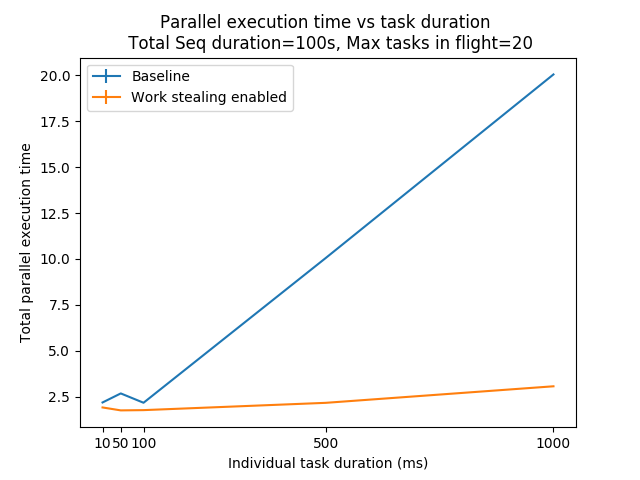 Parallel execution time vs task duration
Total Seq duration=100s, Max tasks in flight=20
Baseline
Work stealing enabled
20.0
17.5
15.0
12.5
10.0
7.5
5.0
2.5
Total parallel execution time
10 50 100 500 1000
Individual task duration (ms)